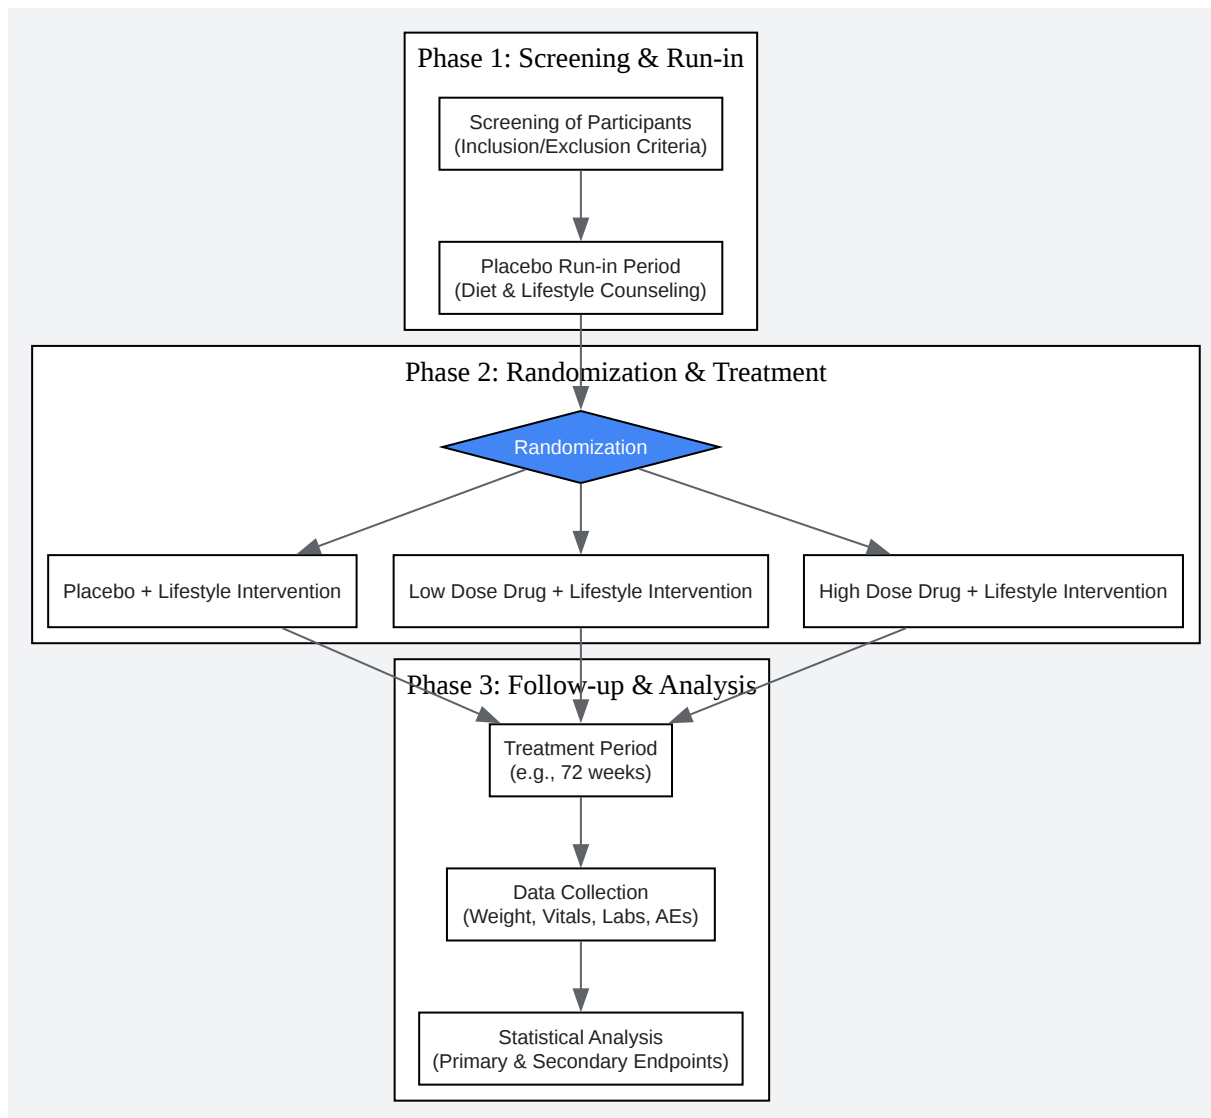 Phase 1: Screening & Run-in
Screening of Participants
(Inclusion/Exclusion Criteria)
Placebo Run-in Period
(Diet & Lifestyle Counseling)
Phase 2: Randomization & Treatment
Randomization
Placebo + Lifestyle Intervention
Low Dose Drug + Lifestyle Intervention
High Dose Drug + Lifestyle Intervention
Phase 3: Follow-up & Analysis
Treatment Period
(e.g., 72 weeks)
Data Collection
(Weight, Vitals, Labs, AEs)
Statistical Analysis
(Primary & Secondary Endpoints)